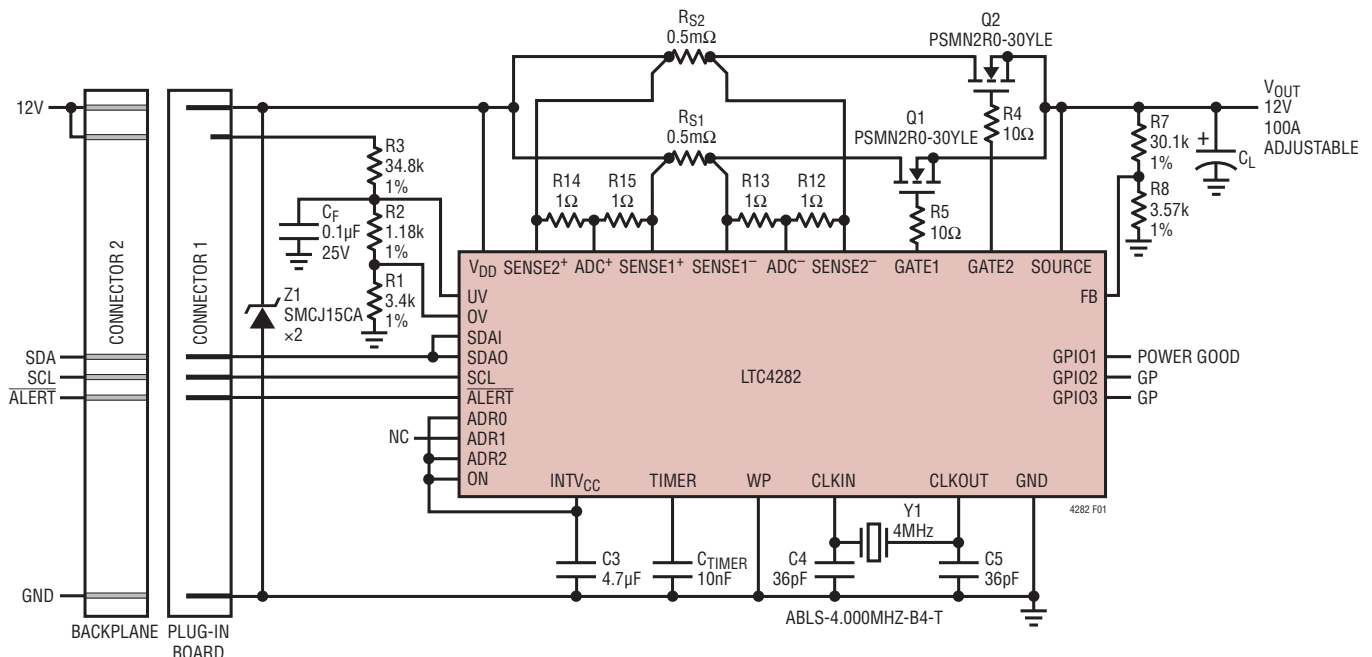 RS2
0.5mΩ
Q2
PSMN2R0-30YLE
12V
RS1
0.5mΩ
Q1
PSMN2R0-30YLE
R4
10Ω
VOUT
12V
100A
ADJUSTABLE
R3
34.8k
1%
R7
30.1k
1%
+
CL
R14
1Ω
R15
1Ω
R13
1Ω
R12
1Ω
R5
10Ω
R8
3.57k
1%
CF
0.1µF
25V
R2
1.18k
1%
CONNECTOR 2
CONNECTOR 1
VDD
SENSE2+
ADC+
SENSE1+
SENSE1−
ADC−
SENSE2−
GATE1
GATE2
SOURCE
Z1
SMCJ15CA
×2
R1
3.4k
1%
UV
OV
SDAI
SDAO
SCL
ALERT
ADR0
ADR1
ADR2
ON
FB
LTC4282
GPIO1
GPIO2
GPIO3
POWER GOOD
GP
GP
SDA
SCL
ALERT
NC
INTVCC
TIMER
WP
CLKIN
CLKOUT
GND
4282 F01
Y1
4MHz
C3
4.7µF
CTIMER
10nF
C4
36pF
C5
36pF
GND
ABLS-4.000MHZ-B4-T
BACKPLANE
PLUG-IN
BOARD